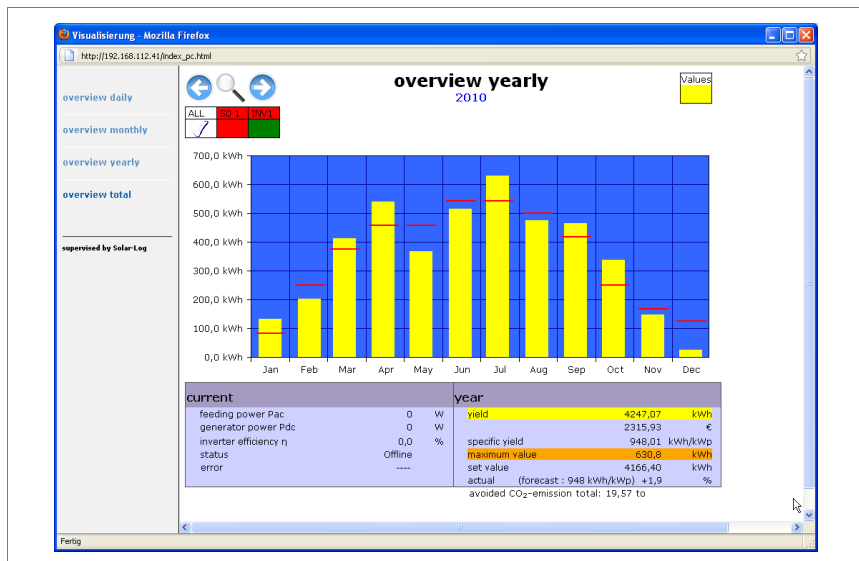 Visualisierung - Mozilla Firefox
http://192.168.112.41/index_pc.html
overview daily
overview monthly
overview yearly
overview total
supervised by Solar-Log
overview yearly
2010
Values
ALL S0 1 INV1
700,0 kWh
600,0 kWh
500,0 kWh
400,0 kWh
300,0 kWh
200,0 kWh
100,0 kWh
0,0 kWh
Jan Feb Mar Apr May Jun Jul Aug Sep Oct Nov Dec
current
feeding power Pac 0 W
generator power Pdc 0 W
inverter efficiency η 0,0 %
status Offline
error ----
year
yield 4247,07 kWh
2315,93 €
specific yield 948,01 kWh/kWp
maximum value 630,8 kWh
set value 4166,40 kWh
actual (forecast : 948 kWh/kWp) +1,9 %
avoided CO₂-emission total: 19,57 to
Fertig